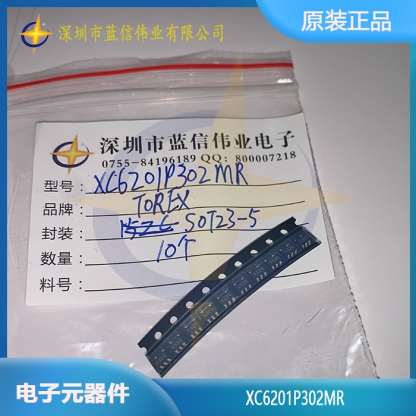 深圳市蓝信伟业有限公司
原装正品
深圳市蓝信伟业电子
0755-84196189 QQ: 800007218
型号: XC6201P302MR
品牌: TOREX
封装: SOT23-5
数量: 10个
料号:
电子元器件
XC6201P302MR